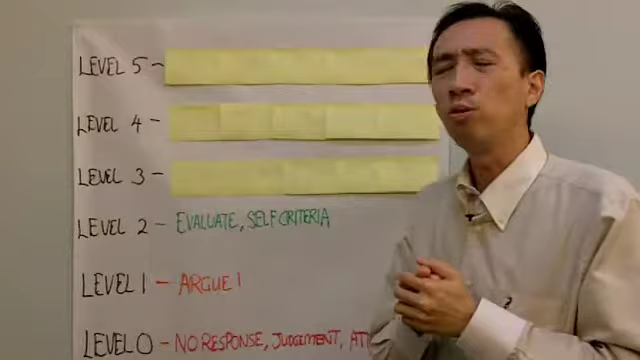 LEVEL 5 -
LEVEL 4 -
LEVEL 3 -
LEVEL 2 - EVALUATE, SELF CRITERIA
LEVEL 1 - ARGUE!
LEVEL 0 - NO RESPONSE, JUDGEMENT,